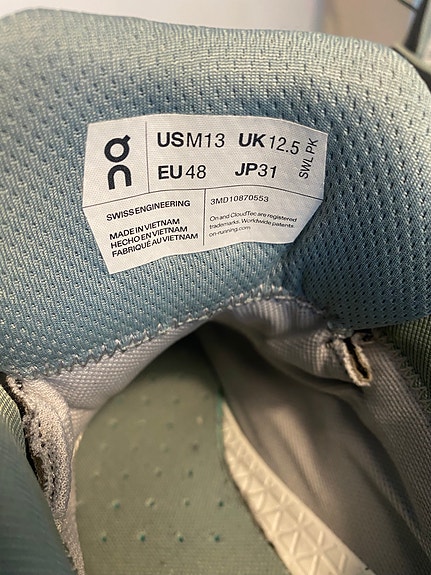 on
USM13 UK12.5
EU48 JP31
SWL PK
SWISS ENGINEERING
MADE IN VIETNAM
HECHO EN VIETNAM
FABRIQUÉ AU VIETNAM
3MD10870553
On and CloudTec are registered
trademarks. Worldwide patents.
on-running.com